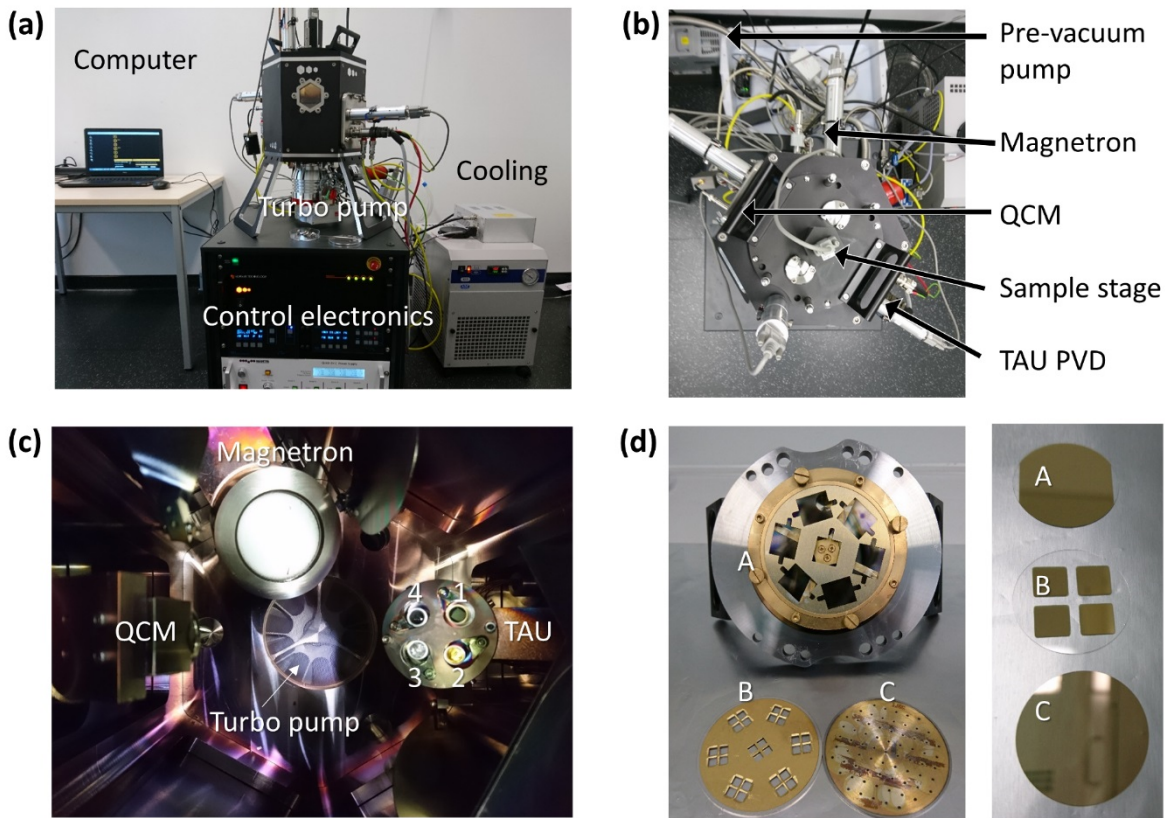 (a)
Computer
Cooling
Turbo pump
Control electronics
(b)
Pre-vacuum
pump
Magnetron
QCM
Sample stage
TAU PVD
(c)
Magnetron
4 1
QCM
TAU
3 2
Turbo pump
(d)
A
B
C
A
B
C